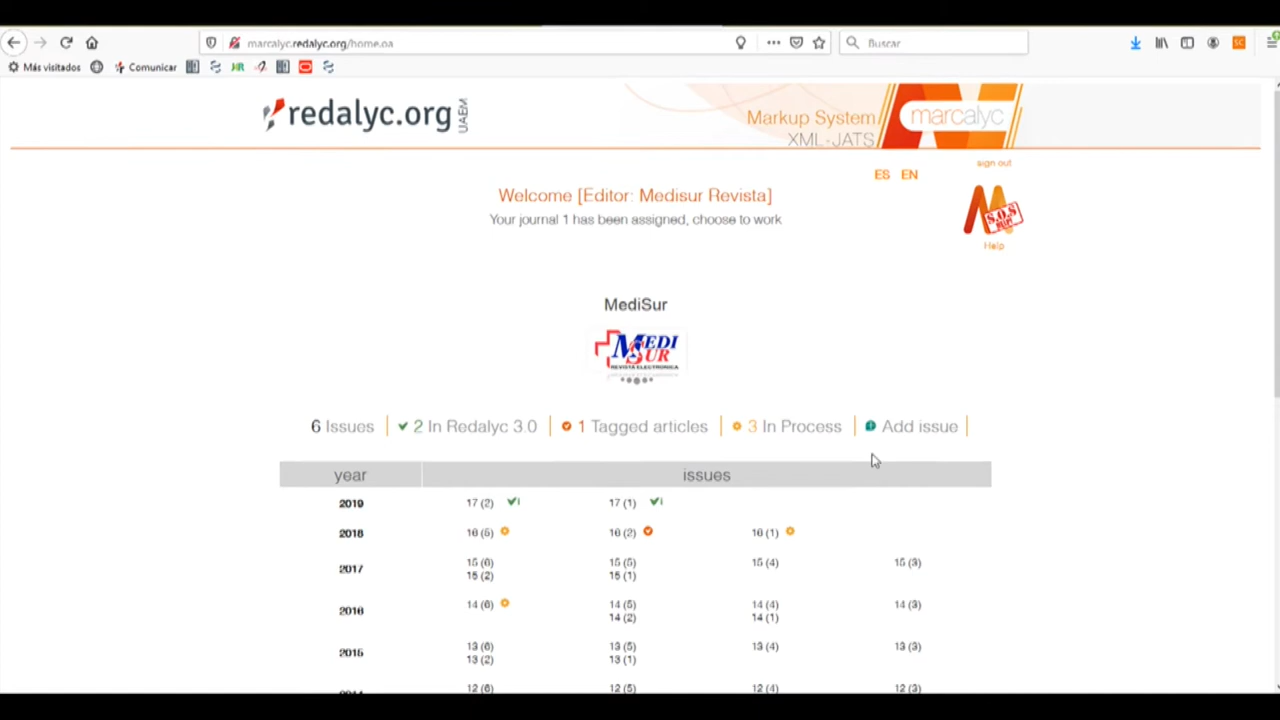 marcalyc.redalyc.org/home.oa
Buscar
Más visitados
Comunicar
redalyc.org UAEM
Markup System
XML-JATS
marcalyc
sign out
ES EN
Welcome [Editor: Medisur Revista]
Your journal 1 has been assigned, choose to work
S.O.S
Help
MediSur
MEDI
SUR
REVISTA ELECTRONICA
6 Issues 2 In Redalyc 3.0 1 Tagged articles 3 In Process Add issue
year issues
2019 17 (2) 17 (1)
2018 16 (5) 16 (2) 16 (1)
2017 15 (6) 15 (5) 15 (4) 15 (3)
15 (2) 15 (1)
2016 14 (6) 14 (5) 14 (4) 14 (3)
14 (2) 14 (1)
2015 13 (6) 13 (5) 13 (4) 13 (3)
13 (2) 13 (1)
12 (6) 12 (5) 12 (4) 12 (3)